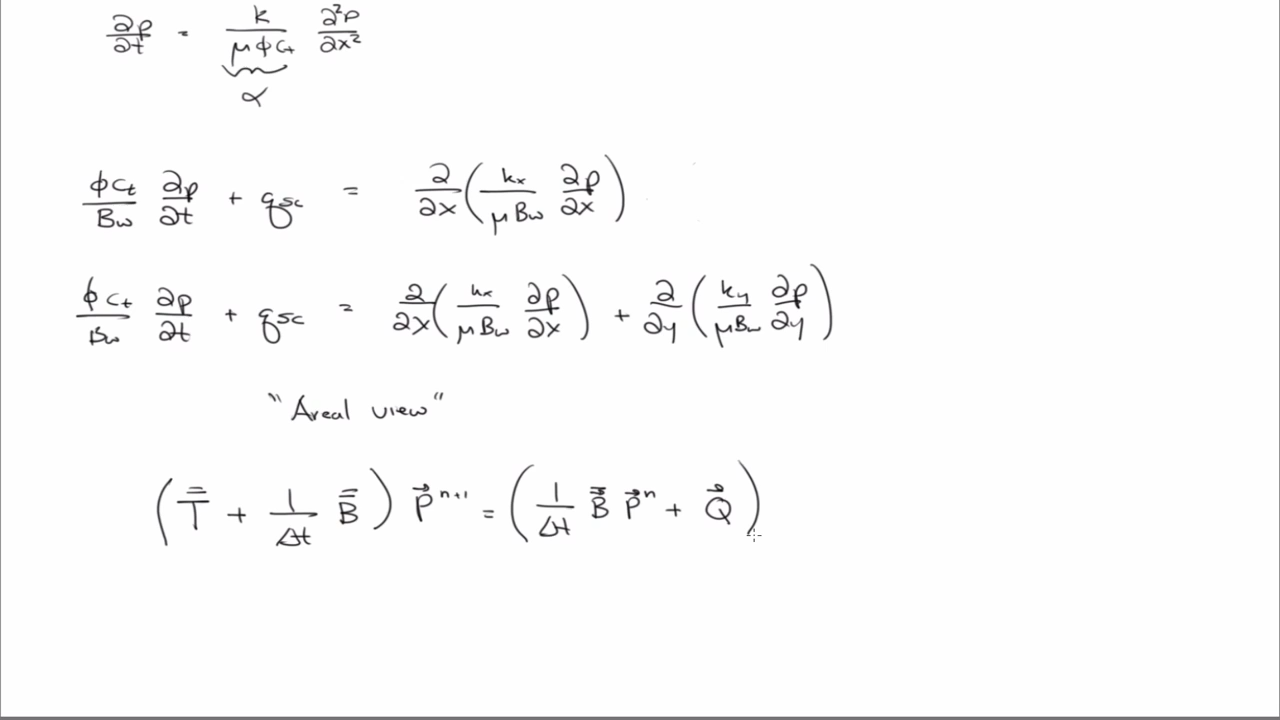 ∂p/∂t = k/(μϕc_t) ∂²p/∂x²
α
ϕc_t/B_w ∂p/∂t + q_sc = ∂/∂x (k_x/(μB_w) ∂p/∂x)
ϕc_t/B_w ∂p/∂t + q_sc = ∂/∂x (k_x/(μB_w) ∂p/∂x) + ∂/∂y (k_y/(μB_w) ∂p/∂y)
"Areal view"
(T̿ + 1/Δt B̿) P⃗ⁿ⁺¹ = (1/Δt B̿ P⃗ⁿ + Q⃗)